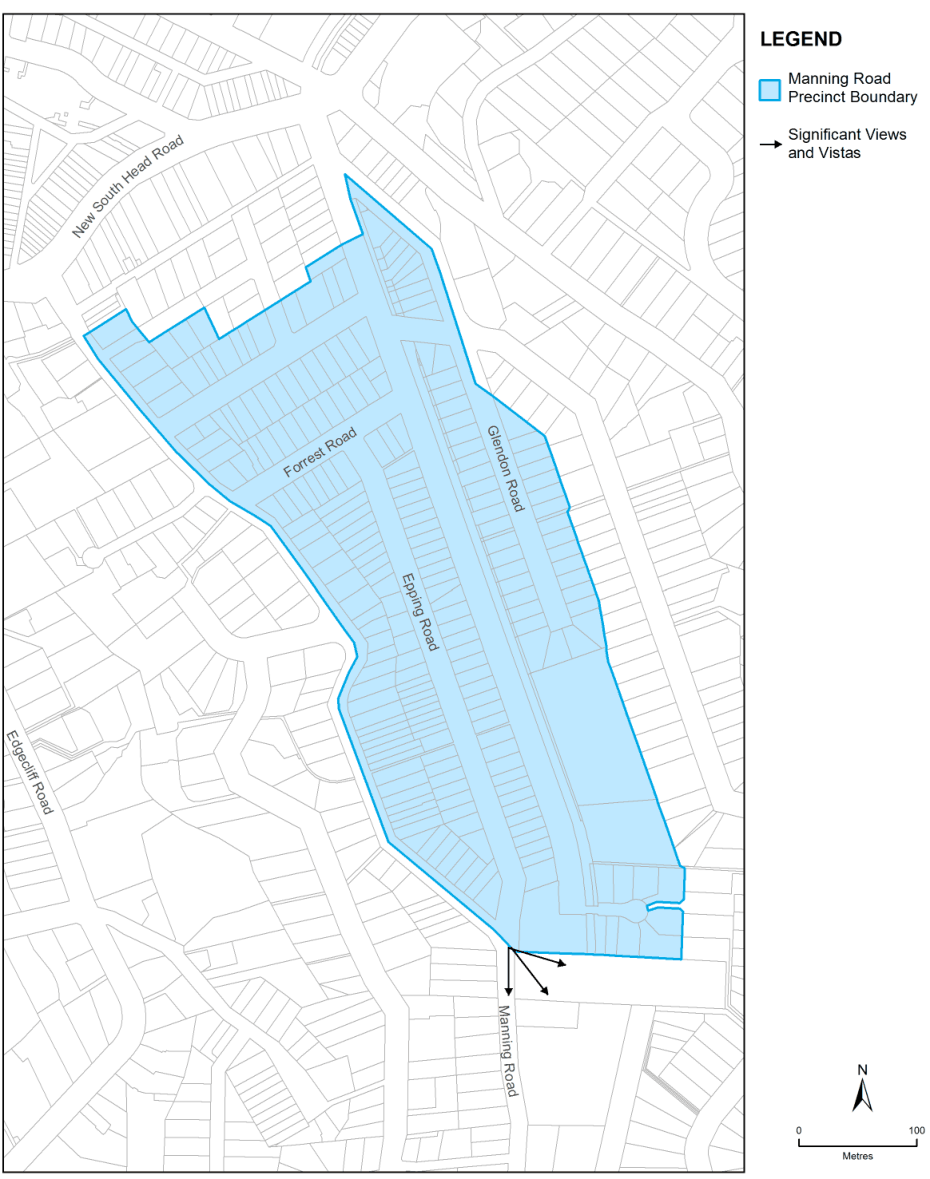 LEGEND
Manning Road
Precinct Boundary
Significant Views
and Vistas
New South Head Road
Forrest Road
Glendon Road
Epping Road
Edgecliff Road
Manning Road
N
0 100
Metres